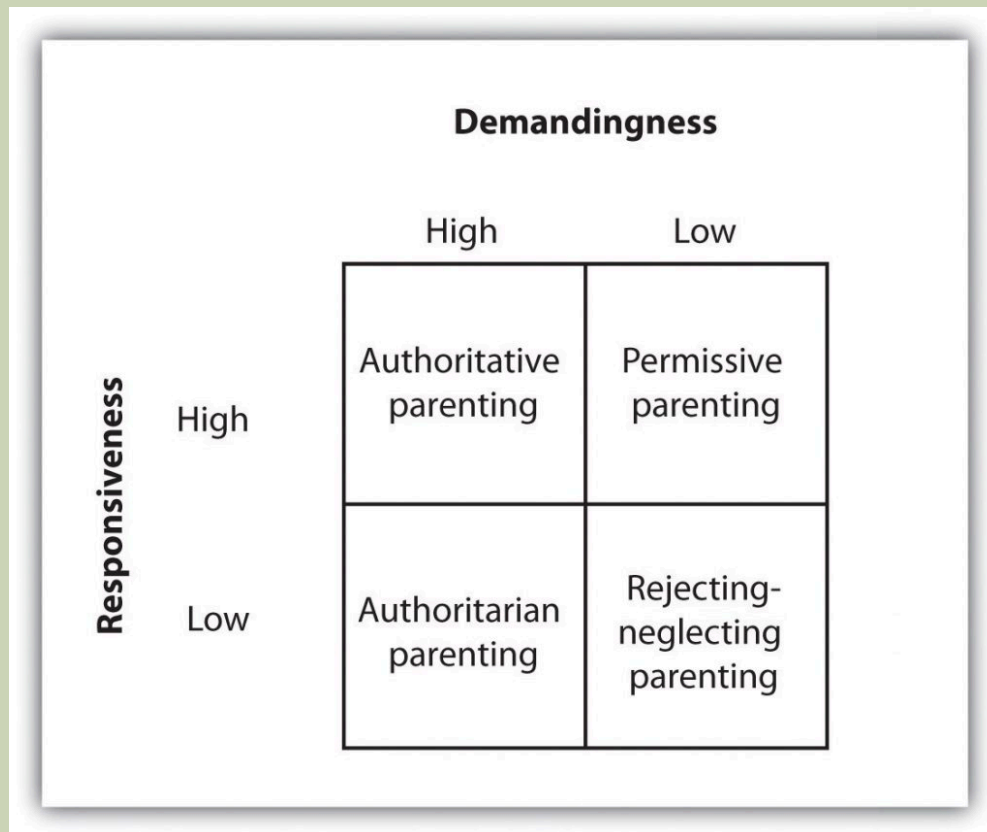 Demandingness
High Low
Authoritative
parenting
Permissive
parenting
Responsiveness
High
Low
Authoritarian
parenting
Rejecting-
neglecting
parenting